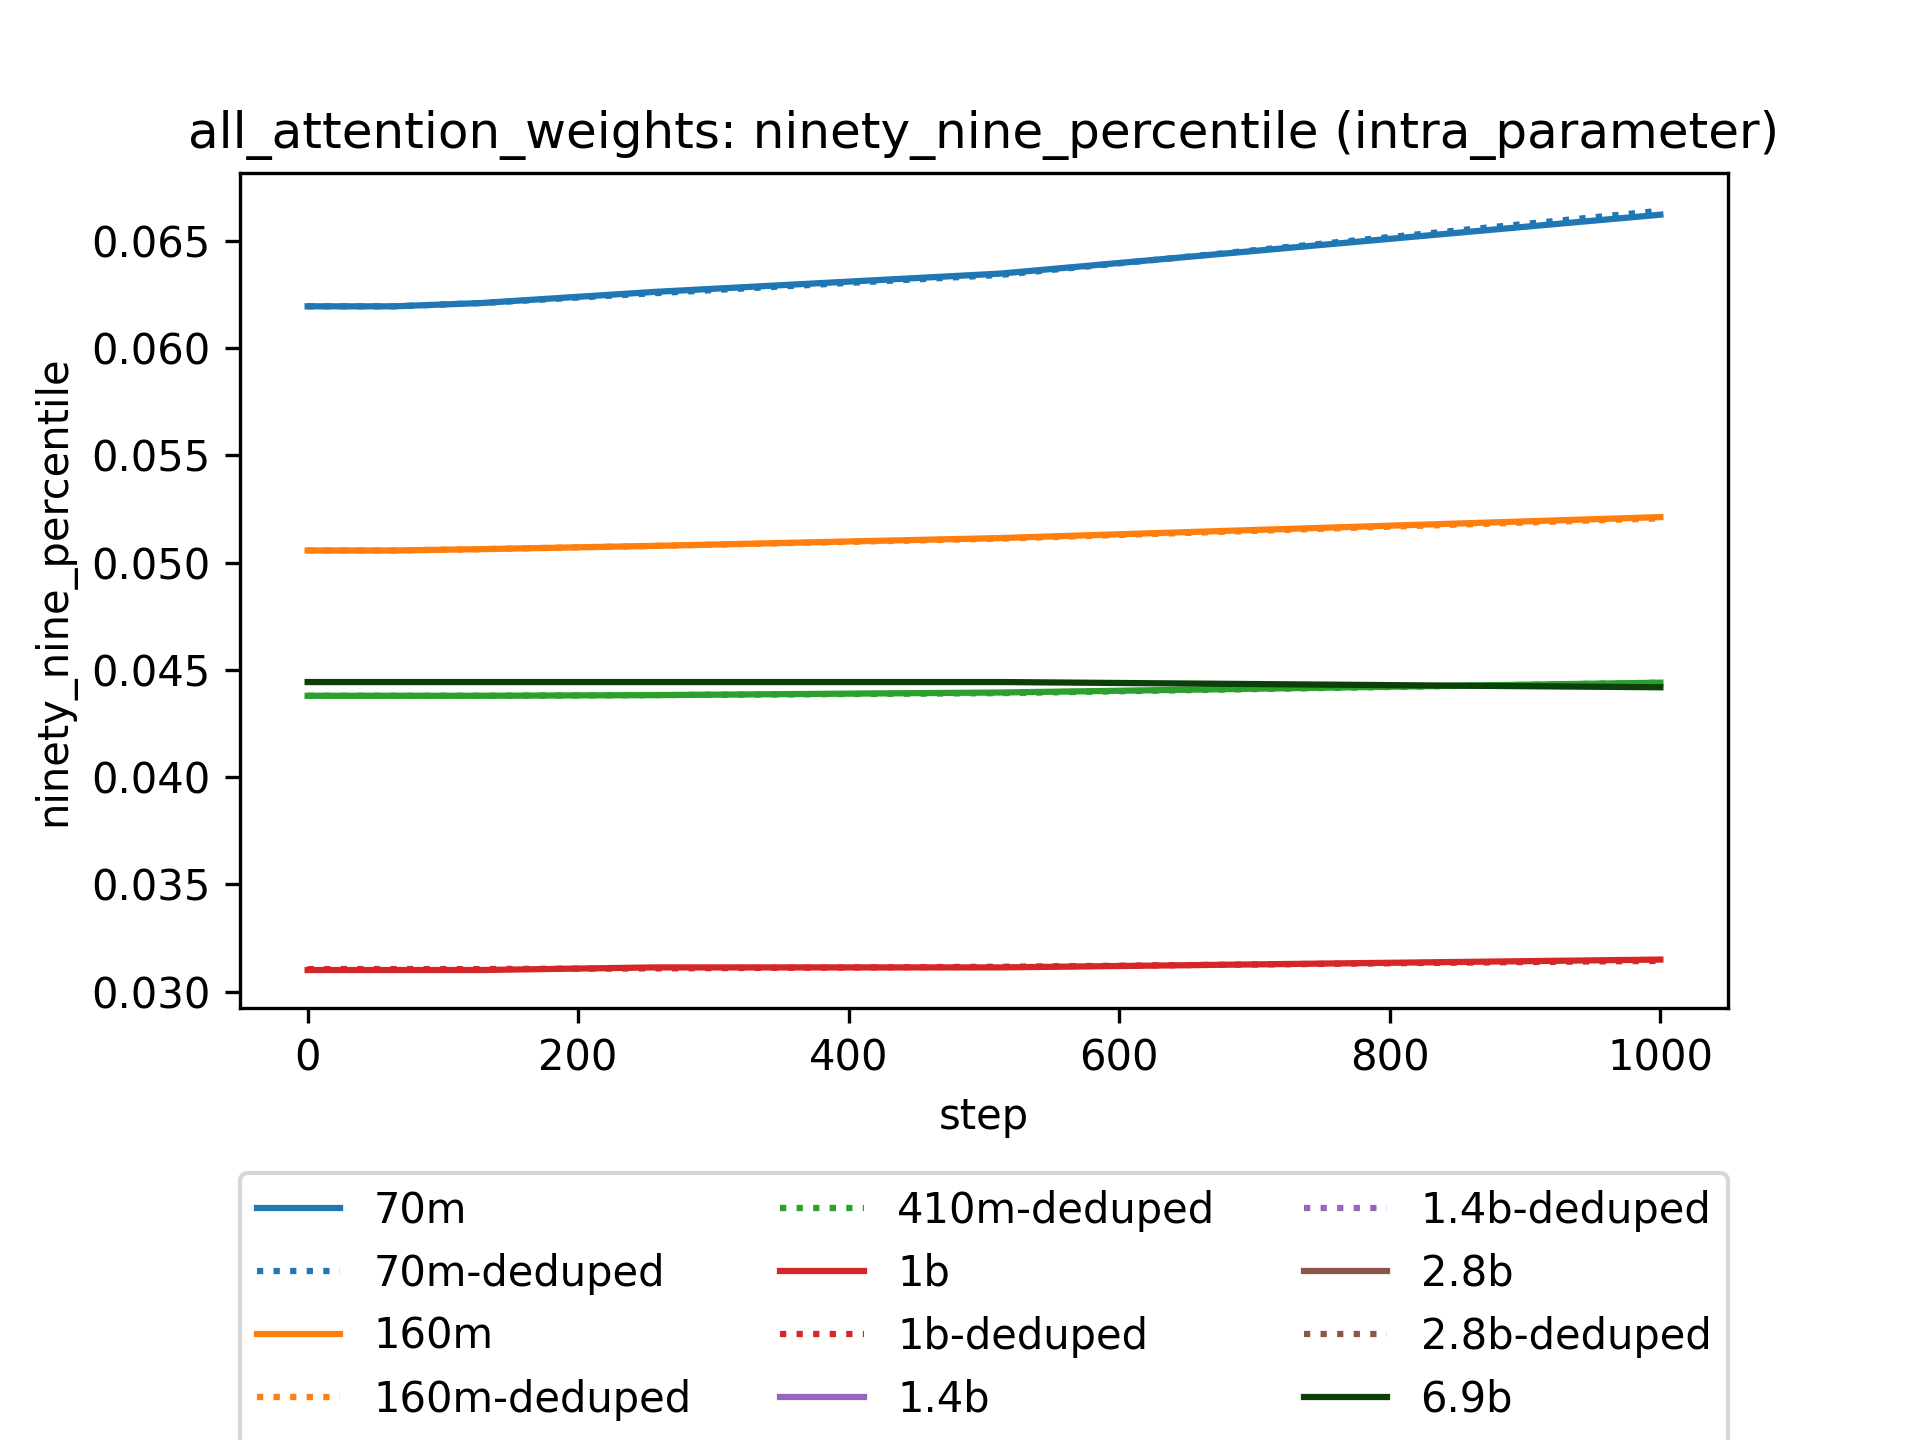 all_attention_weights: ninety_nine_percentile (intra_parameter)
ninety_nine_percentile
0.065
0.060
0.055
0.050
0.045
0.040
0.035
0.030
0 200 400 600 800 1000
step
70m 410m-deduped 1.4b-deduped
70m-deduped 1b 2.8b
160m 1b-deduped 2.8b-deduped
160m-deduped 1.4b 6.9b